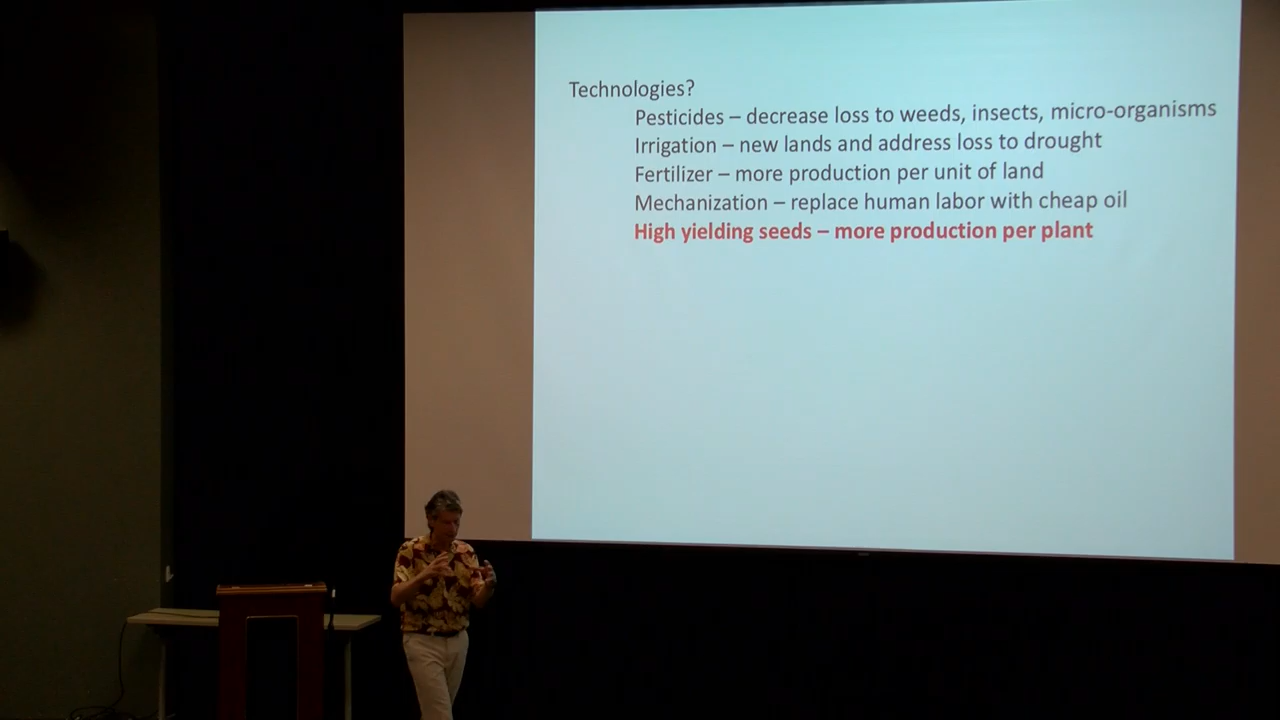 Technologies?
Pesticides – decrease loss to weeds, insects, micro-organisms
Irrigation – new lands and address loss to drought
Fertilizer – more production per unit of land
Mechanization – replace human labor with cheap oil
High yielding seeds – more production per plant